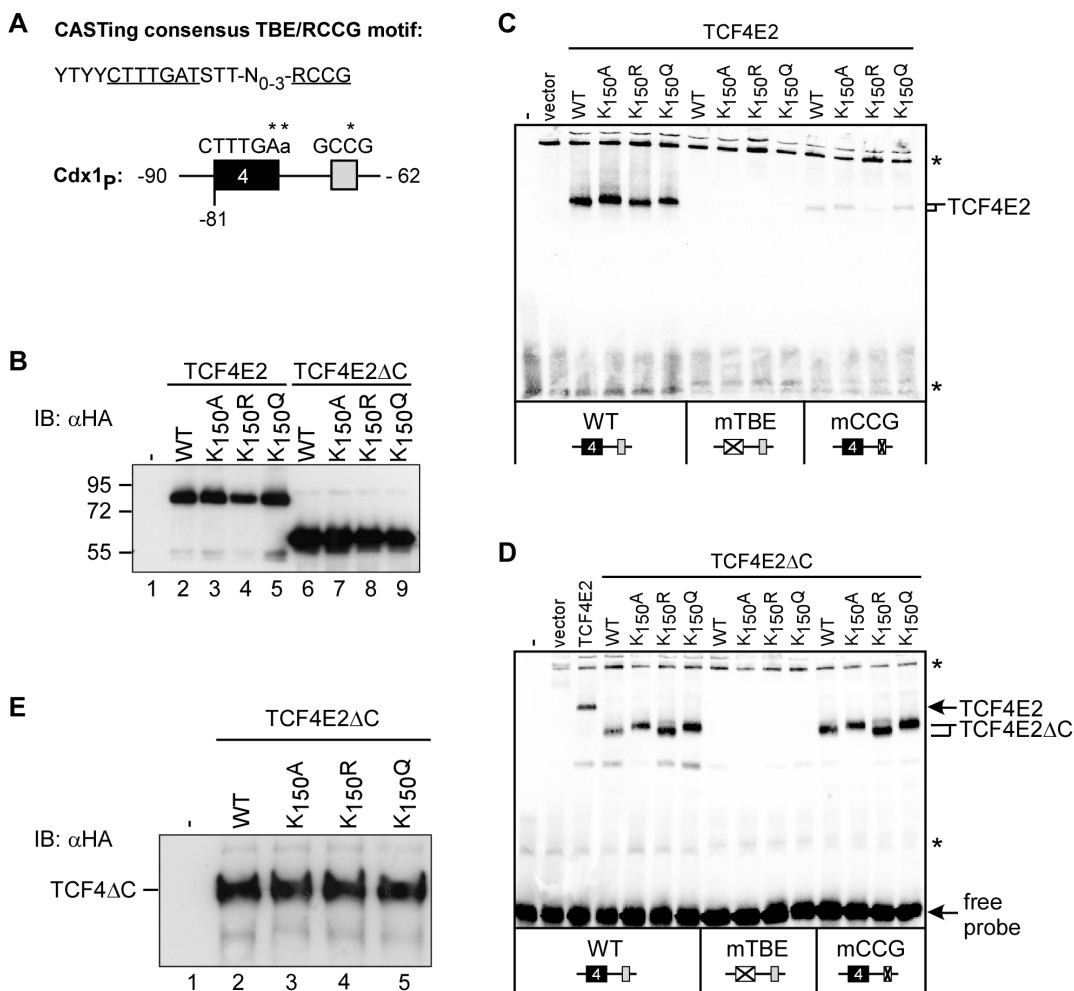 A CASTing consensus TBE/RCCG motif:
YTYYCTTTGATSTT-N0-3-RCCG
** *
CTTTGAa GCCG
Cdx1P: -90 4 - 62
-81
B
TCF4E2 TCF4E2ΔC
IB: αHA
- WT K150A K150R K150Q WT K150A K150R K150Q
95
72
55
1 2 3 4 5 6 7 8 9
E
TCF4E2ΔC
- WT K150A K150R K150Q
IB: αHA
TCF4ΔC
1 2 3 4 5
C
TCF4E2
- vector WT K150A K150R K150Q WT K150A K150R K150Q WT K150A K150R K150Q
*
TCF4E2
*
WT mTBE mCCG
4 4
D
TCF4E2ΔC
- vector TCF4E2 WT K150A K150R K150Q WT K150A K150R K150Q WT K150A K150R K150Q
*
TCF4E2
TCF4E2ΔC
*
free
probe
WT mTBE mCCG
4 4